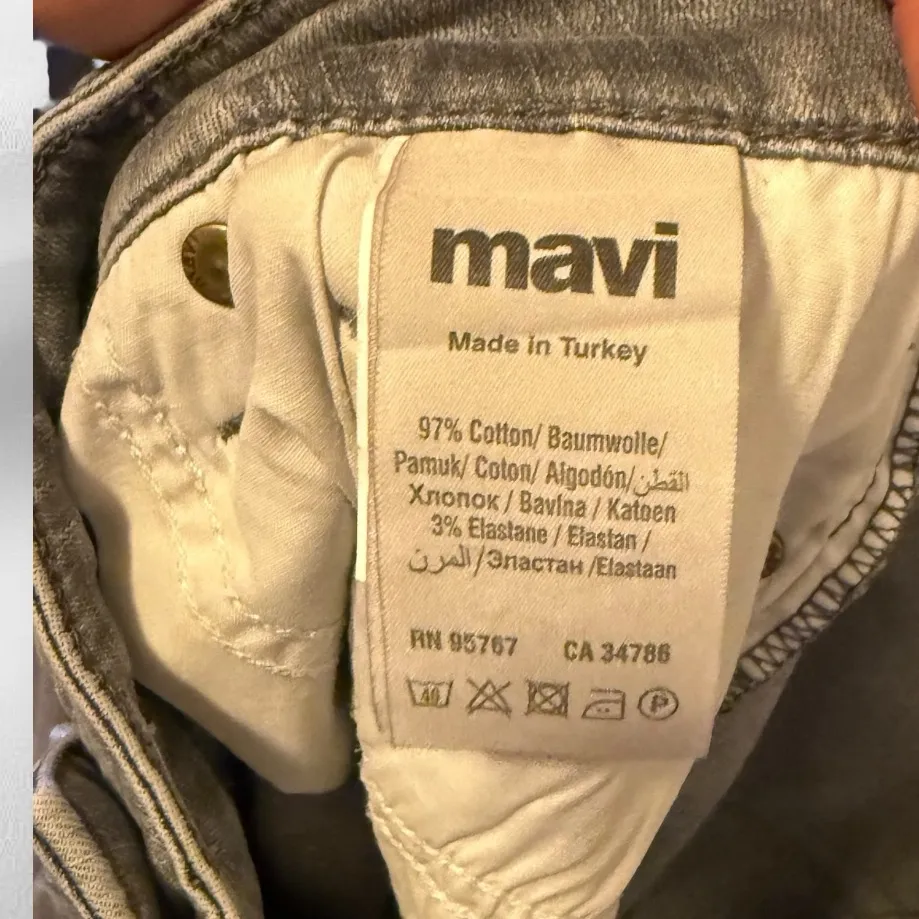 mavi
Made in Turkey
97% Cotton/ Baumwolle/
Pamuk/ Coton/ Algodón/القطن
Хлопок / Bavlna / Katoen
3% Elastane / Elastan /
المرن/Эластан /Elastaan
RN 95767 CA 34786
40 P